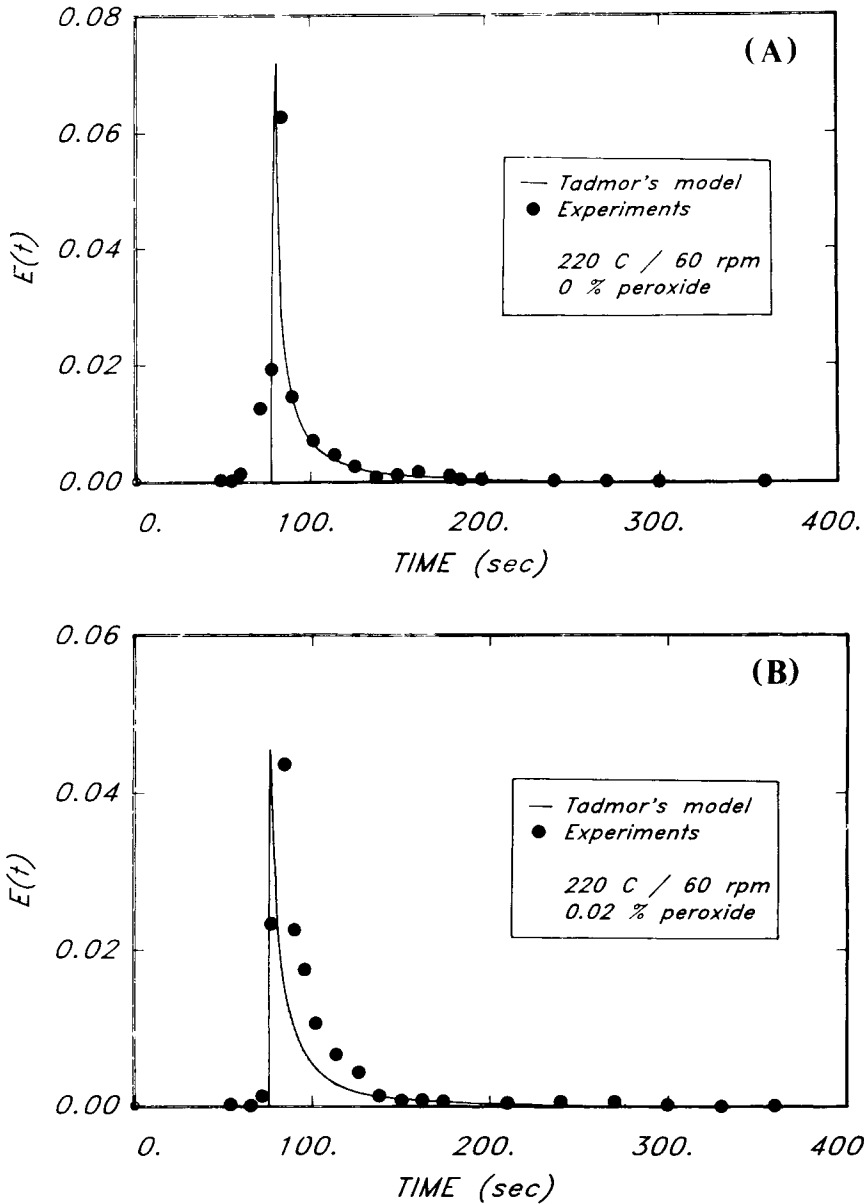 0.08
(A)
0.06
— Tadmor's model
● Experiments
E(t)
0.04
220 C / 60 rpm
0 % peroxide
0.02
0.00
0. 100. 200. 300. 400.
TIME (sec)
0.06
(B)
0.04
— Tadmor's model
● Experiments
E(t)
220 C / 60 rpm
0.02 % peroxide
0.02
0.00
0. 100. 200. 300. 400
TIME (sec)